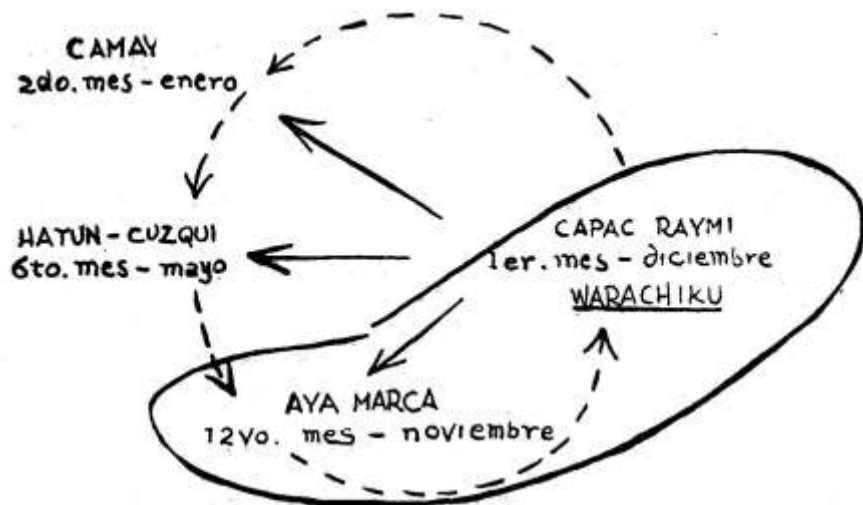 CAMAY
2do. mes - enero
HATUN - CUZQUI
6to. mes - mayo
CAPAC RAYMI
1er. mes - diciembre
WARACHIKU
AYA MARCA
12vo. mes - noviembre